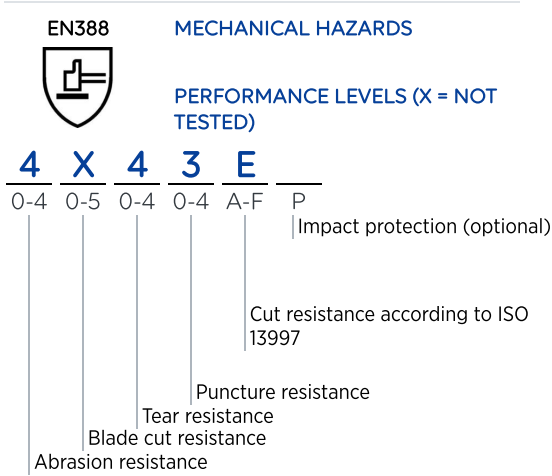 EN388
MECHANICAL HAZARDS
PERFORMANCE LEVELS (X = NOT
TESTED)
4 X 4 3 E
0-4 0-5 0-4 0-4 A-F P
Impact protection (optional)
Cut resistance according to ISO
13997
Puncture resistance
Tear resistance
Blade cut resistance
Abrasion resistance